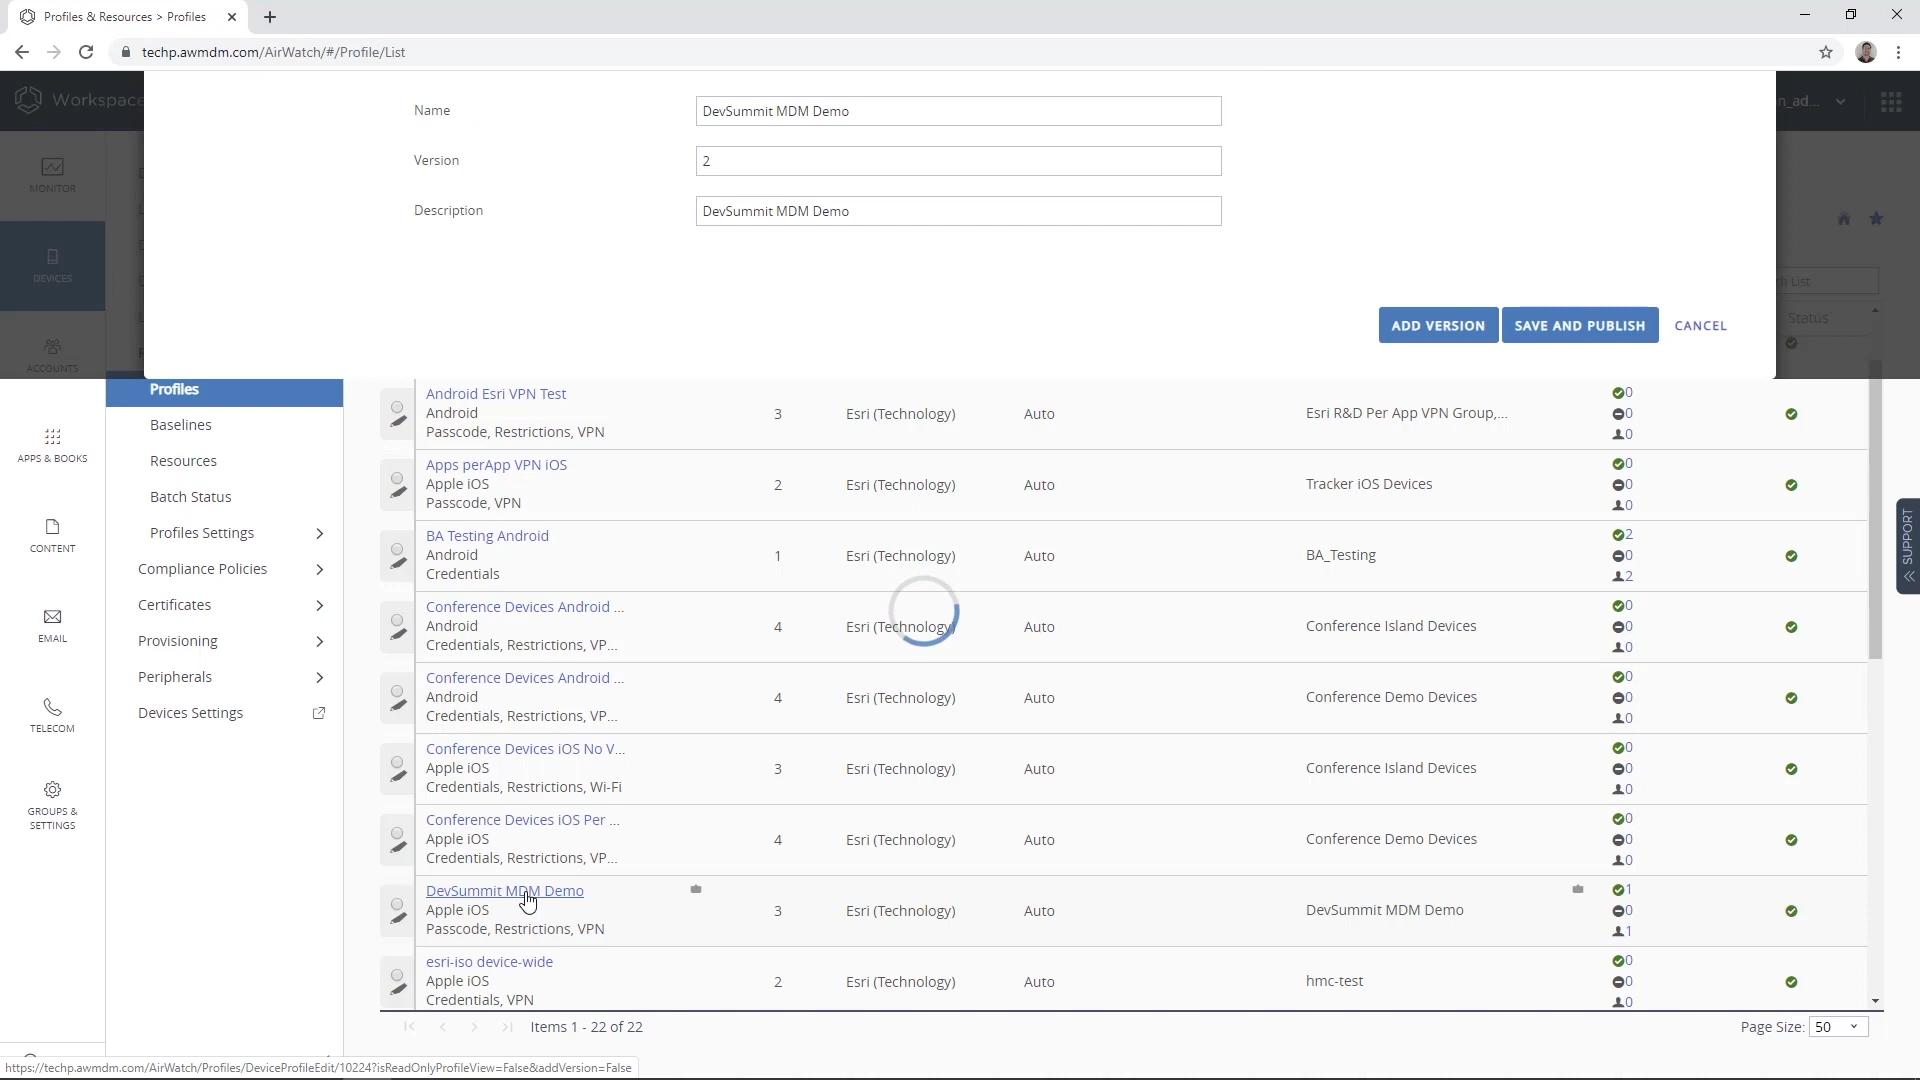 Profiles & Resources > Profiles
techp.awmdm.com/AirWatch/#/Profile/List
Workspace
n_ad...
Name
DevSummit MDM Demo
Version
2
Description
DevSummit MDM Demo
ADD VERSION
SAVE AND PUBLISH
CANCEL
Status
MONITOR
DEVICES
ACCOUNTS
APPS & BOOKS
CONTENT
EMAIL
TELECOM
GROUPS &
SETTINGS
Profiles
Baselines
Resources
Batch Status
Profiles Settings
Compliance Policies
Certificates
Provisioning
Peripherals
Devices Settings
Android Esri VPN Test
Android
Passcode, Restrictions, VPN
3
Esri (Technology)
Auto
Esri R&D Per App VPN Group,...
0
0
0
Apps perApp VPN iOS
Apple iOS
Passcode, VPN
2
Esri (Technology)
Auto
Tracker iOS Devices
0
0
0
BA Testing Android
Android
Credentials
1
Esri (Technology)
Auto
BA_Testing
2
0
2
Conference Devices Android ...
Android
Credentials, Restrictions, VP...
4
Esri (Technology)
Auto
Conference Island Devices
0
0
0
Conference Devices Android ...
Android
Credentials, Restrictions, VP...
4
Esri (Technology)
Auto
Conference Demo Devices
0
0
0
Conference Devices iOS No V...
Apple iOS
Credentials, Restrictions, Wi-Fi
3
Esri (Technology)
Auto
Conference Island Devices
0
0
0
Conference Devices iOS Per ...
Apple iOS
Credentials, Restrictions, VP...
4
Esri (Technology)
Auto
Conference Demo Devices
0
0
0
DevSummit MDM Demo
Apple iOS
Passcode, Restrictions, VPN
3
Esri (Technology)
Auto
DevSummit MDM Demo
1
0
1
esri-iso device-wide
Apple iOS
Credentials, VPN
2
Esri (Technology)
Auto
hmc-test
0
0
0
SUPPORT
Items 1 - 22 of 22
Page Size: 50
https://techp.awmdm.com/AirWatch/Profiles/DeviceProfileEdit/10224?isReadOnlyProfileView=False&addVersion=False